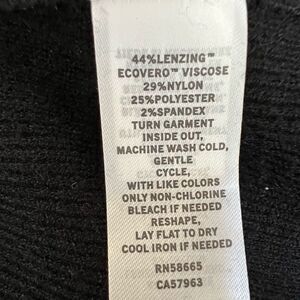 44%LENZING™
ECOVERO™ VISCOSE
29%NYLON
25%POLYESTER
2%SPANDEX
TURN GARMENT
INSIDE OUT,
MACHINE WASH COLD,
GENTLE
CYCLE,
WITH LIKE COLORS
ONLY NON-CHLORINE
BLEACH IF NEEDED
RESHAPE,
LAY FLAT TO DRY
COOL IRON IF NEEDED
RN58665
CA57963